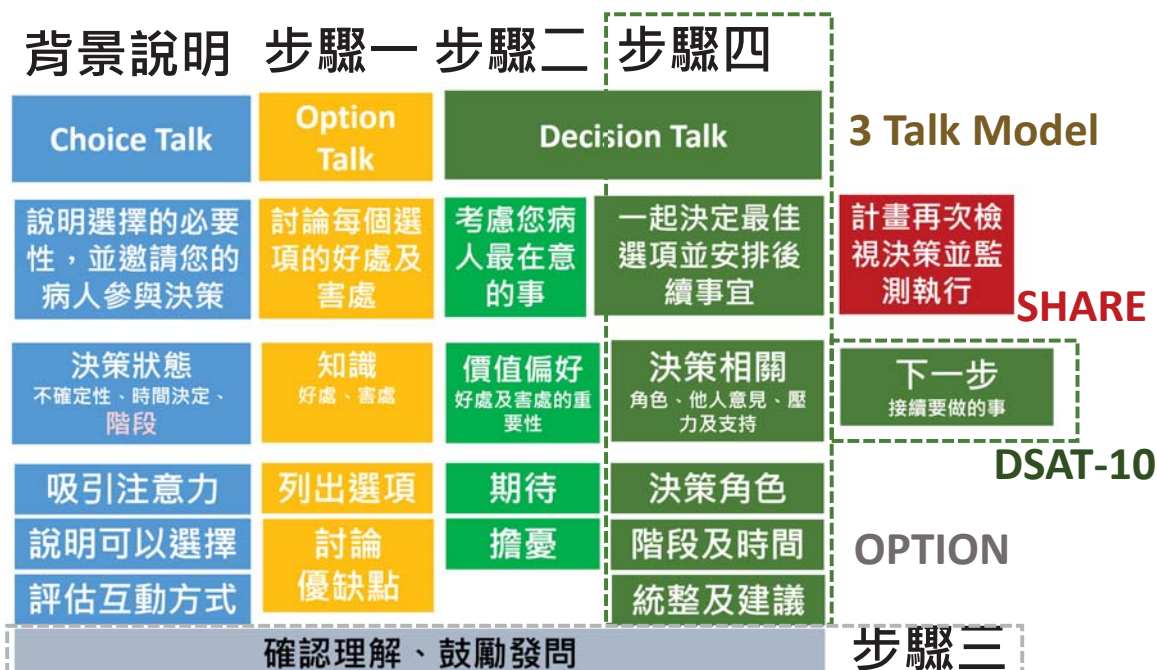 背景說明 步驟一 步驟二 步驟四
Choice Talk
Option
Talk
Decision Talk
3 Talk Model
說明選擇的必要
性，並邀請您的
病人參與決策
討論每個選
項的好處及
害處
考慮您病
人最在意
的事
一起決定最佳
選項並安排後
續事宜
計畫再次檢
視決策並監
測執行
SHARE
決策狀態
不確定性、時間決定、
階段
知識
好處、害處
價值偏好
好處及害處的重
要性
決策相關
角色、他人意見、壓
力及支持
下一步
接續要做的事
DSAT-10
吸引注意力
說明可以選擇
評估互動方式
列出選項
討論
優缺點
期待
擔憂
決策角色
階段及時間
統整及建議
OPTION
確認理解、鼓勵發問
步驟三